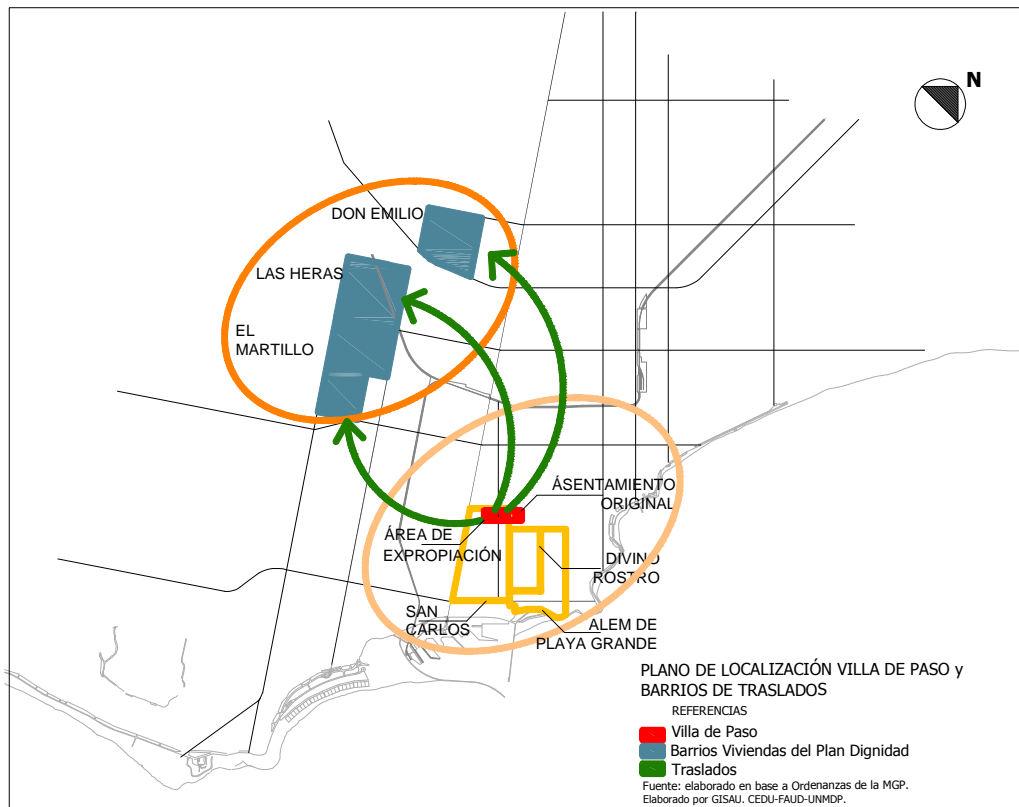 N
DON EMILIO
LAS HERAS
EL
MARTILLO
ÁSENTAMIENTO
ORIGINAL
ÁREA DE
EXPROPIACIÓN
DIVINO
ROSTRO
SAN
CARLOS
ALEM DE
PLAYA GRANDE
PLANO DE LOCALIZACIÓN VILLA DE PASO y
BARRIOS DE TRASLADOS
REFERENCIAS
Villa de Paso
Barrios Viviendas del Plan Dignidad
Traslados
Fuente: elaborado en base a Ordenanzas de la MGP.
Elaborado por GISAU. CEDU-FAUD-UNMDP.